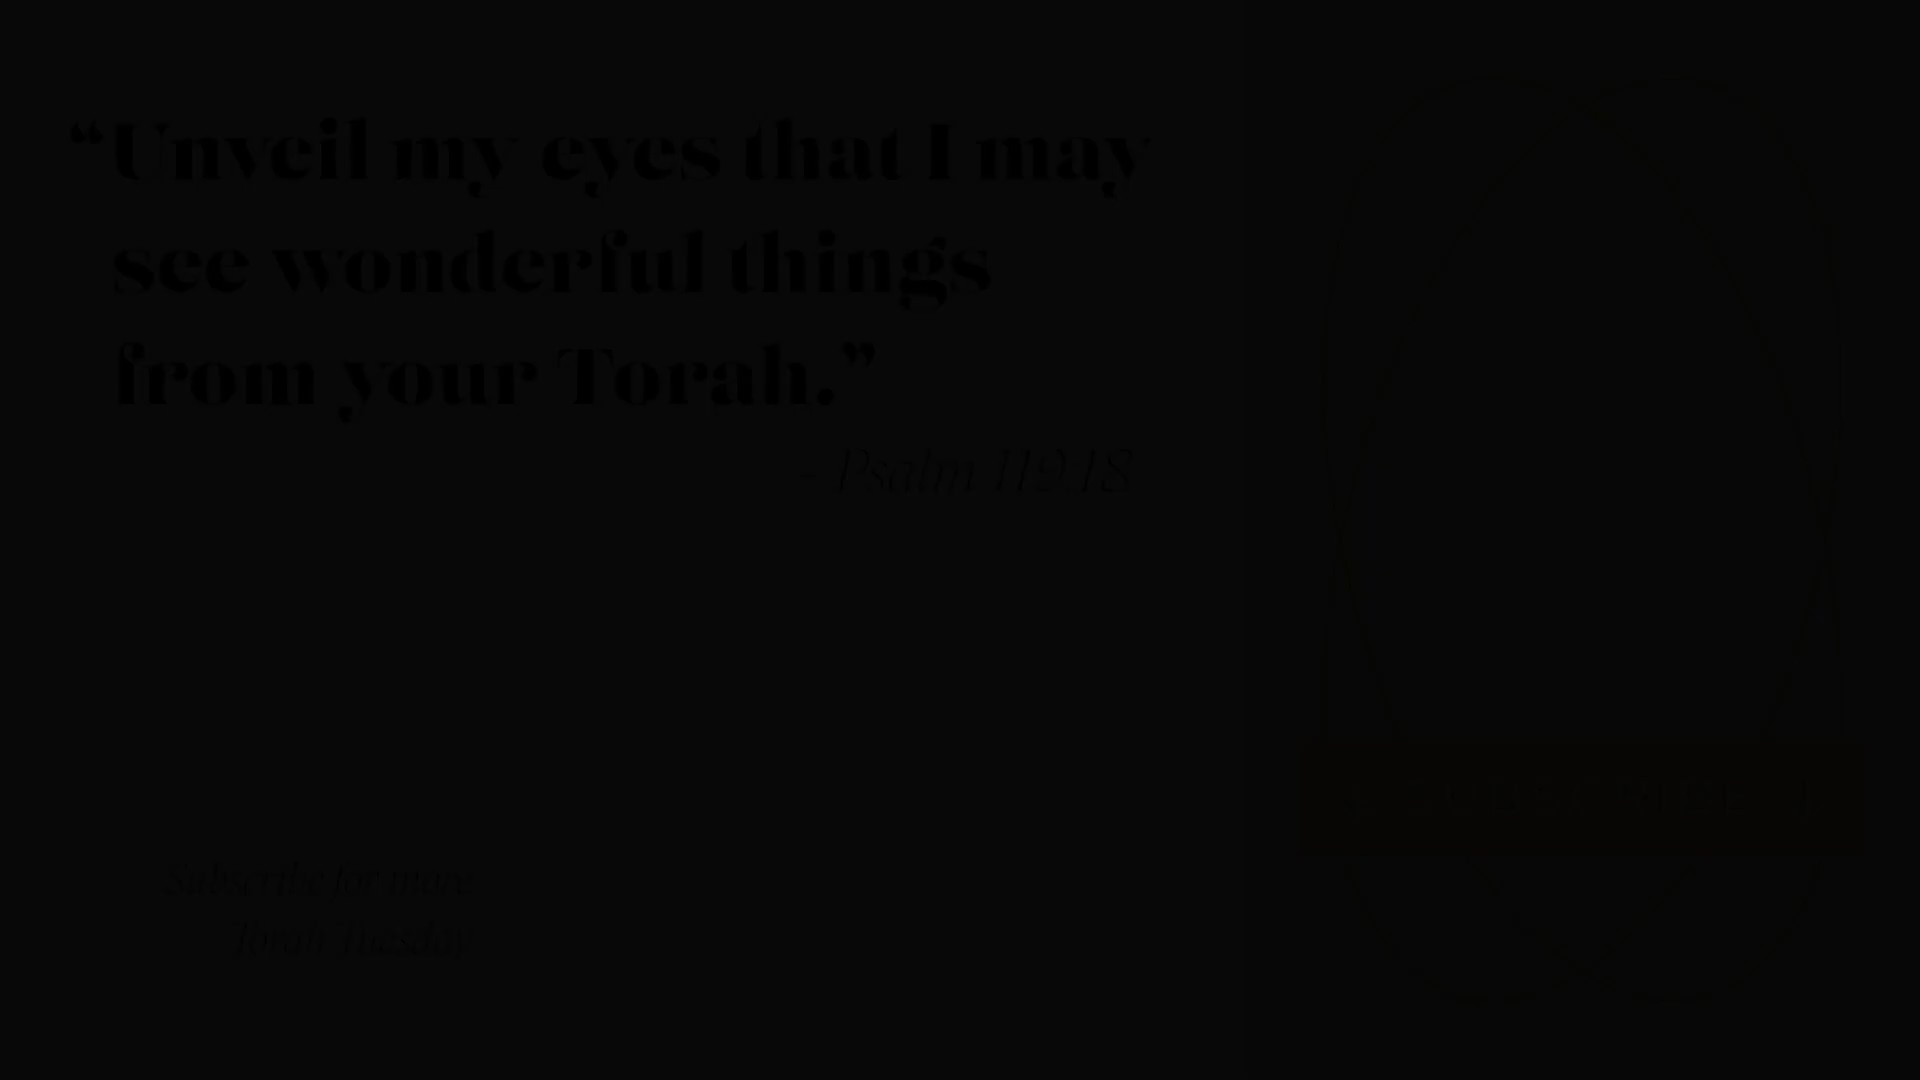 “Unveil my eyes that I may
see wonderful things
from your Torah.”
- Psalm 119:18
Subscribe for more
Torah Tuesday